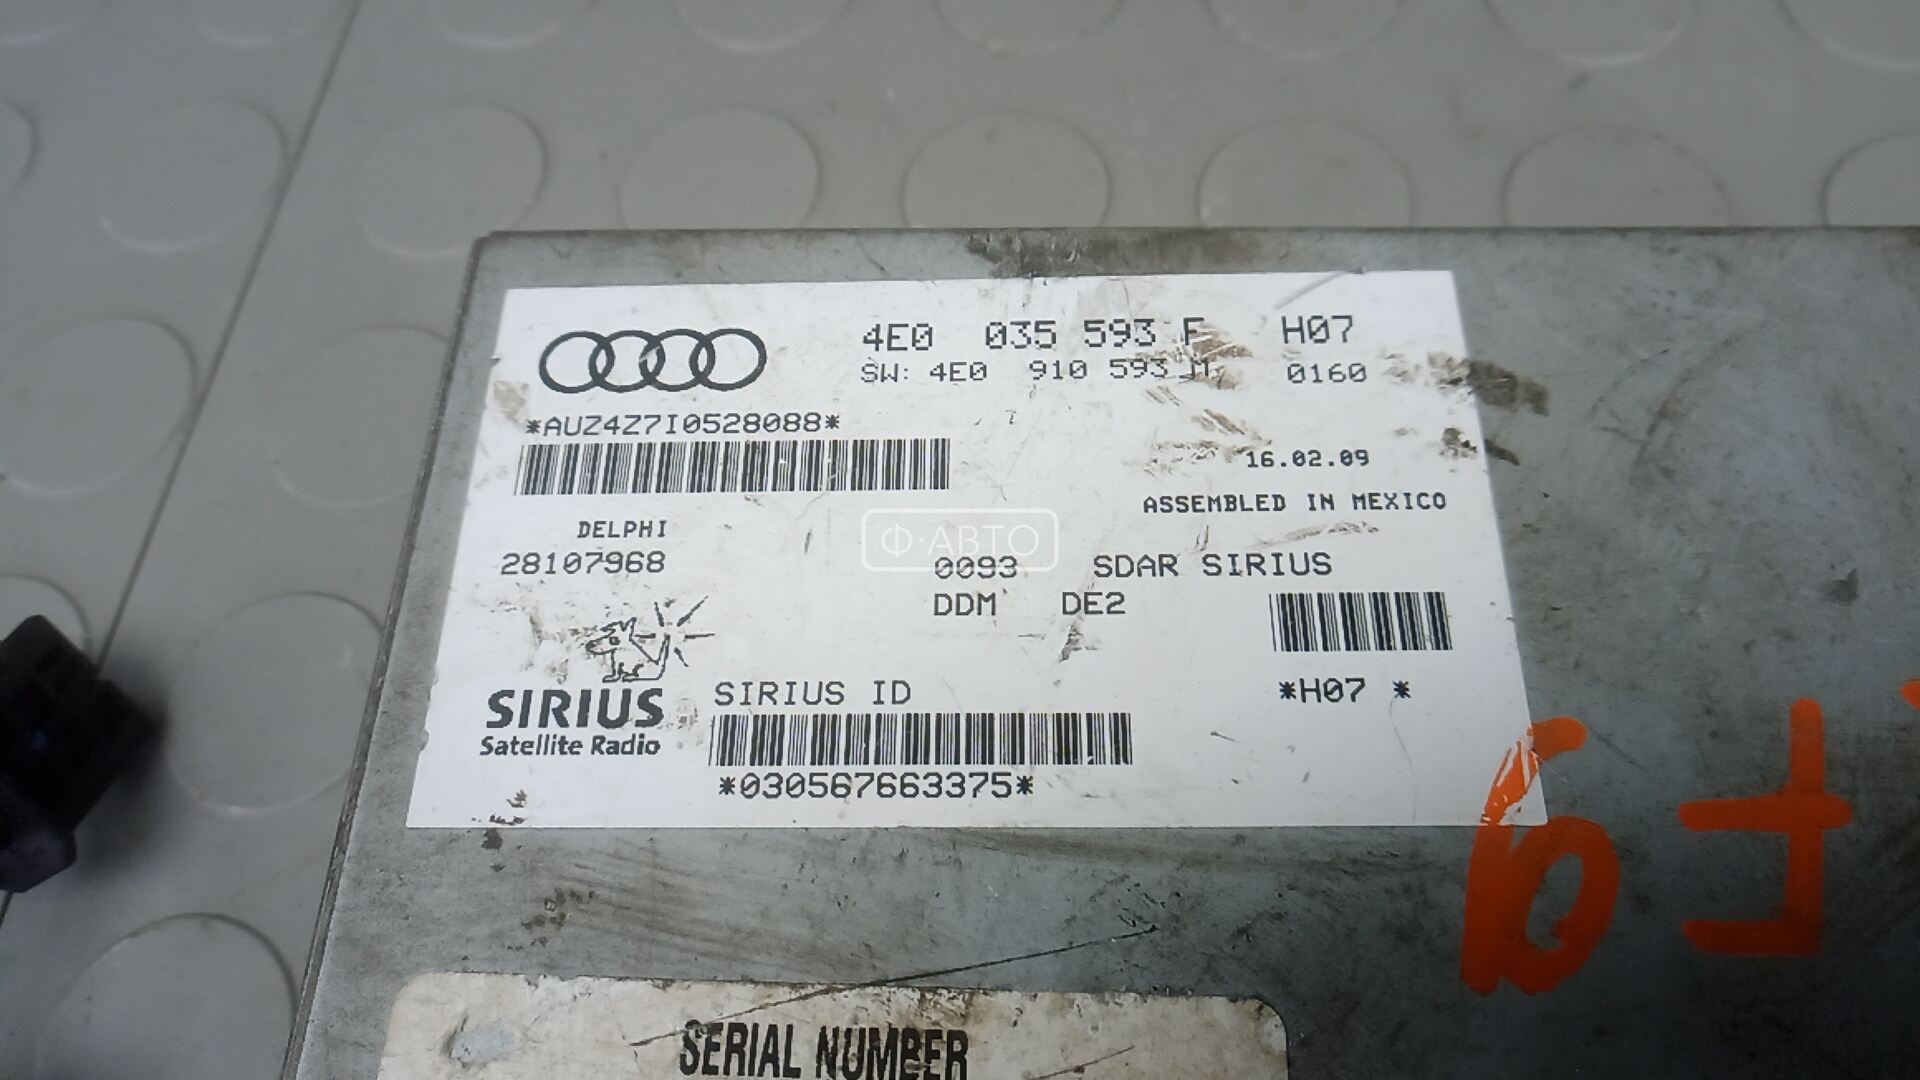 4E0 035 593 F H07
SW: 4E0 910 593 M 0160
*AUZ4Z7I0528088*
16.02.09
ASSEMBLED IN MEXICO
DELPHI
28107968
0093 SDAR SIRIUS
DDM DE2
Ф·АВТО
SIRIUS
Satellite Radio
SIRIUS ID
*030567663375*
*H07 *
SERIAL NUMBER